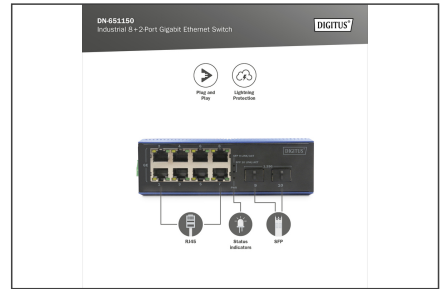 DN-651150
Industrial 8+2-Port Gigabit Ethernet Switch
DIGITUS®
Plug and
Play
Lightning
Protection
DIGITUS
RJ45
Status
indicators
SFP